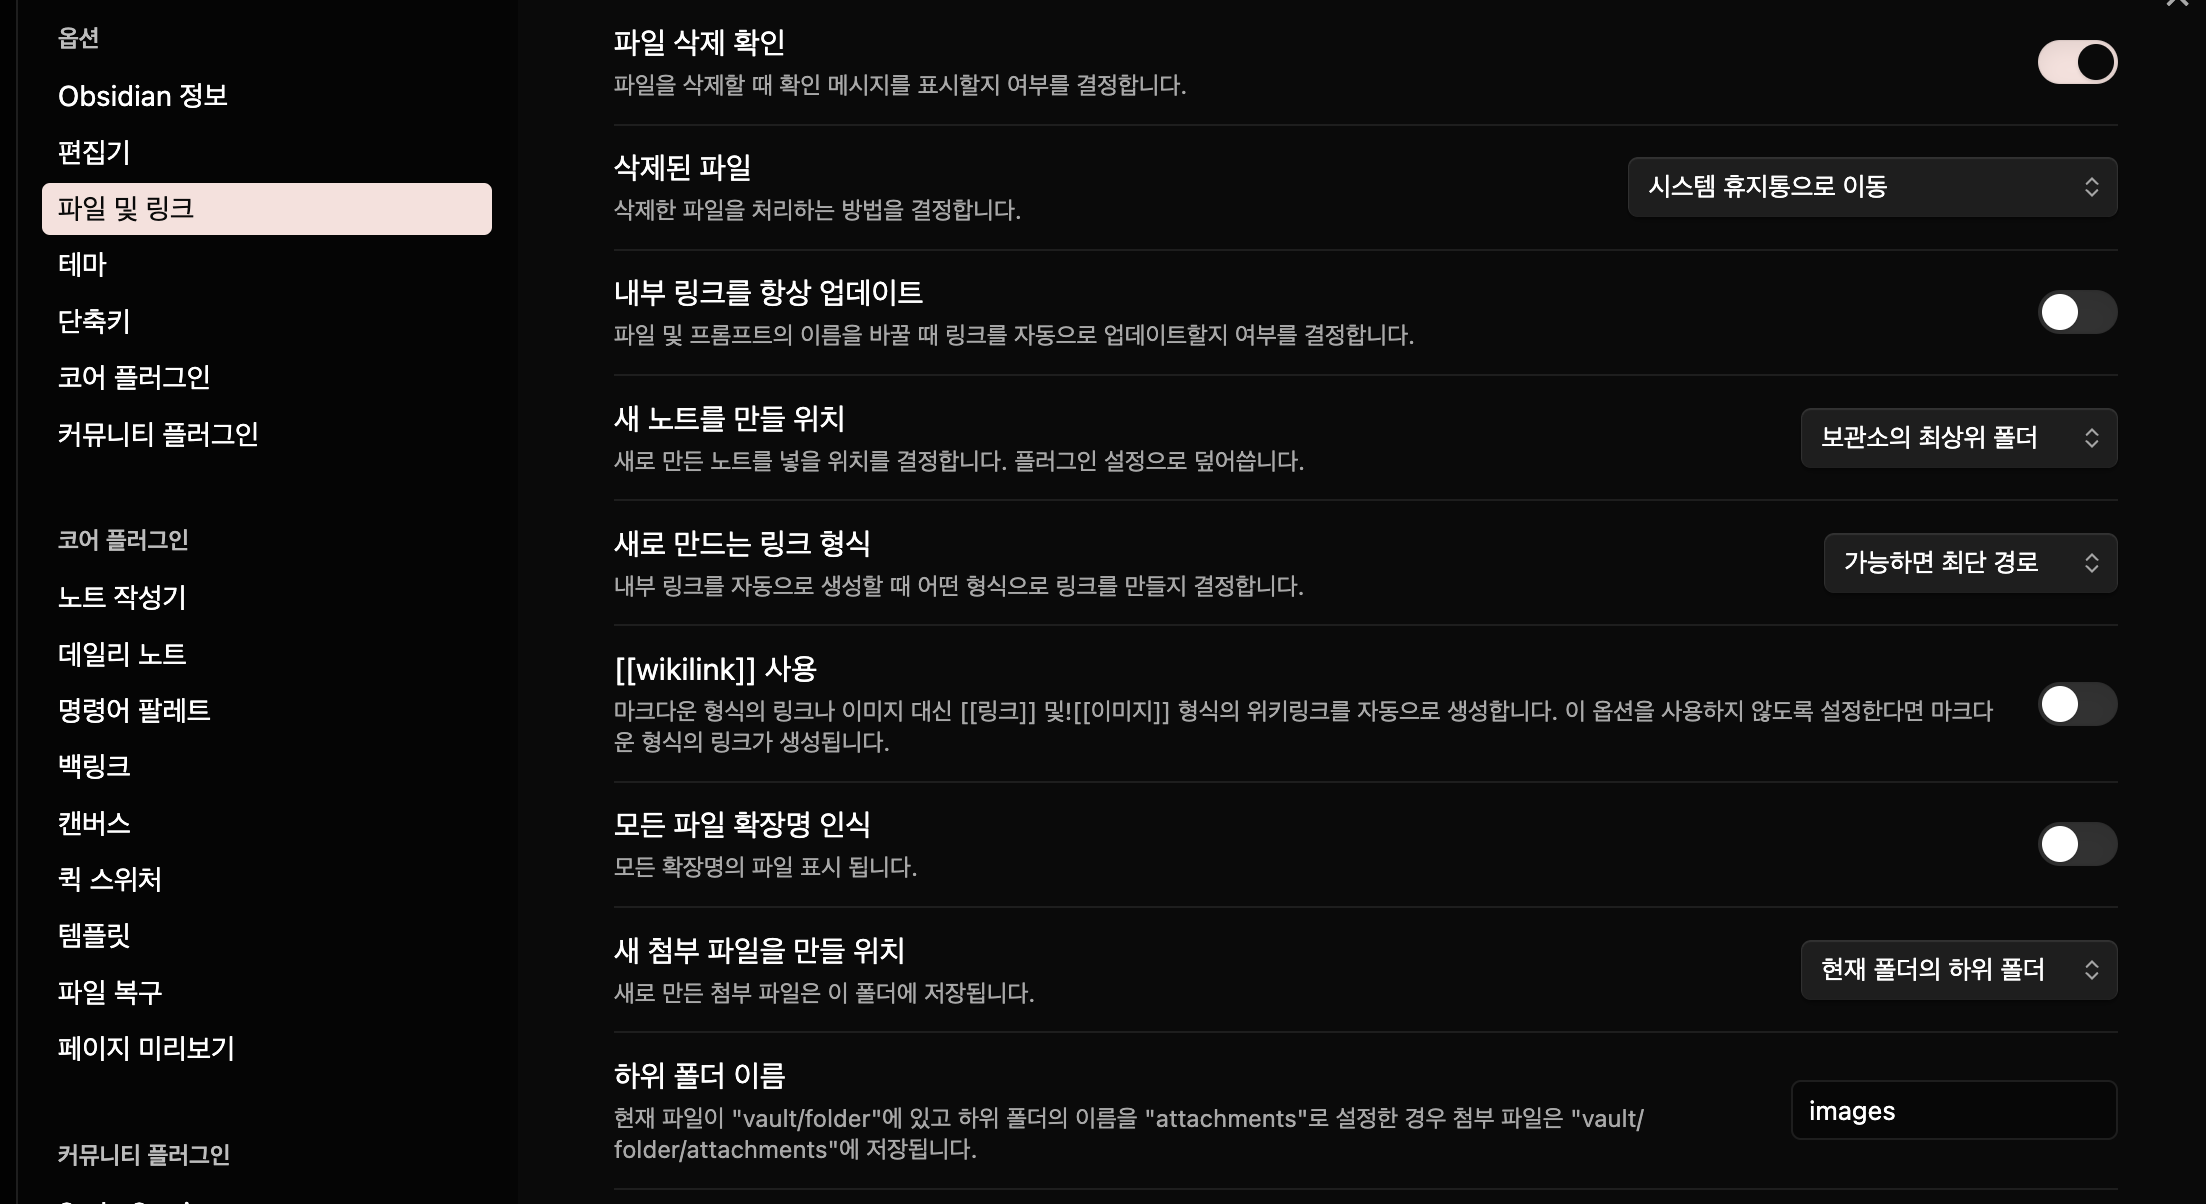 옵션
Obsidian 정보
편집기
파일 및 링크
테마
단축키
코어 플러그인
커뮤니티 플러그인
코어 플러그인
노트 작성기
데일리 노트
명령어 팔레트
백링크
캔버스
퀵 스위처
템플릿
파일 복구
페이지 미리보기
커뮤니티 플러그인
파일 삭제 확인
파일을 삭제할 때 확인 메시지를 표시할지 여부를 결정합니다.
삭제된 파일
삭제한 파일을 처리하는 방법을 결정합니다.
시스템 휴지통으로 이동
내부 링크를 항상 업데이트
파일 및 프롬프트의 이름을 바꿀 때 링크를 자동으로 업데이트할지 여부를 결정합니다.
새 노트를 만들 위치
새로 만든 노트를 넣을 위치를 결정합니다. 플러그인 설정으로 덮어씁니다.
보관소의 최상위 폴더
새로 만드는 링크 형식
내부 링크를 자동으로 생성할 때 어떤 형식으로 링크를 만들지 결정합니다.
가능하면 최단 경로
[[wikilink]] 사용
마크다운 형식의 링크나 이미지 대신 [[링크]] 및![[이미지]] 형식의 위키링크를 자동으로 생성합니다. 이 옵션을 사용하지 않도록 설정한다면 마크다
운 형식의 링크가 생성됩니다.
모든 파일 확장명 인식
모든 확장명의 파일 표시 됩니다.
새 첨부 파일을 만들 위치
새로 만든 첨부 파일은 이 폴더에 저장됩니다.
현재 폴더의 하위 폴더
하위 폴더 이름
현재 파일이 "vault/folder"에 있고 하위 폴더의 이름을 "attachments"로 설정한 경우 첨부 파일은 "vault/
folder/attachments"에 저장됩니다.
images